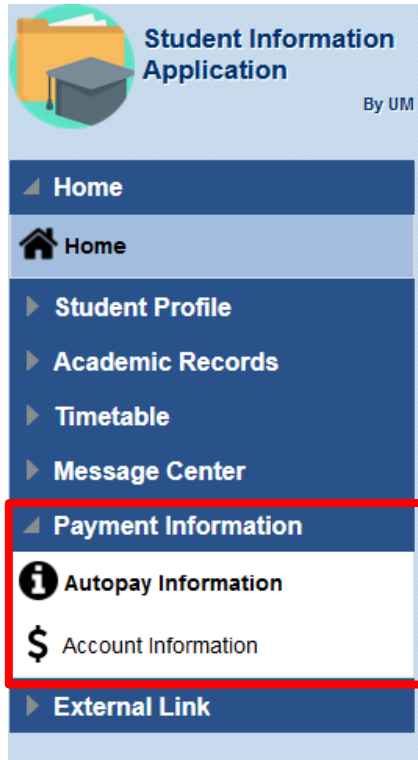 Student Information
Application
By UM
Home
Home
Student Profile
Academic Records
Timetable
Message Center
Payment Information
Autopay Information
$ Account Information
External Link